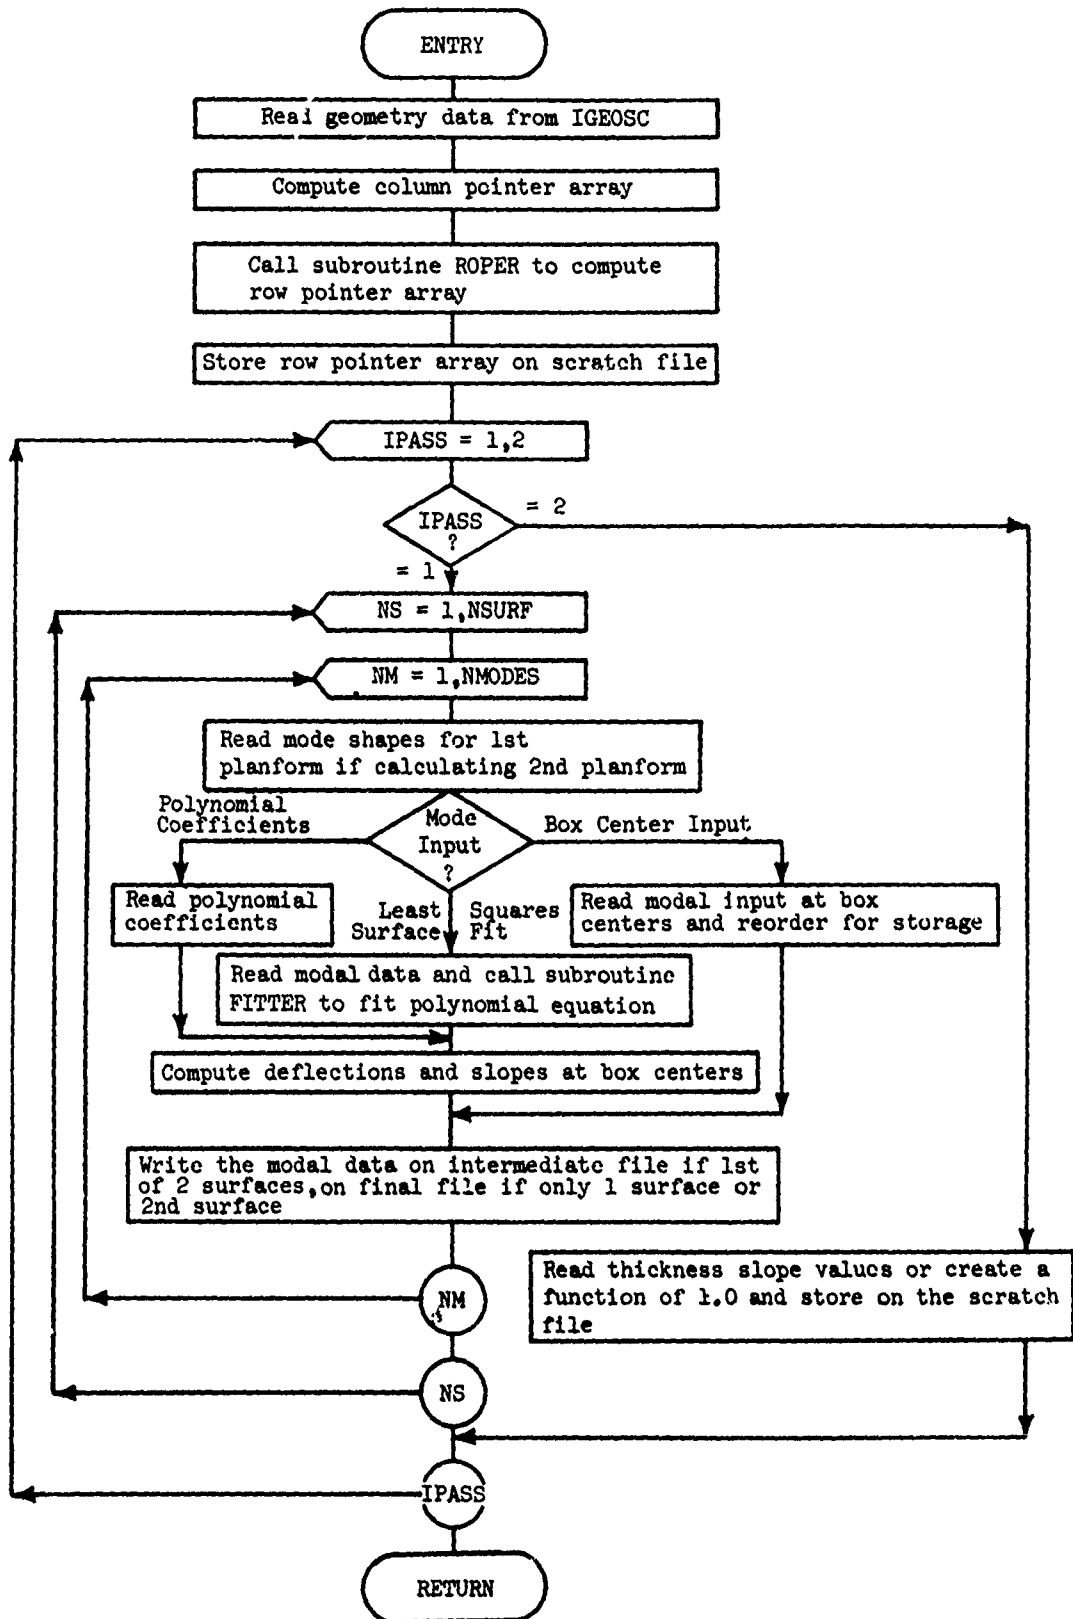 ENTRY
Read geometry data from IGEOSC
Compute column pointer array
Call subroutine ROPER to compute
row pointer array
Store row pointer array on scratch file
IPASS = 1,2
IPASS
?
= 2
= 1
NS = 1,NSURF
NM = 1,NMODES
Read mode shapes for 1st
planform if calculating 2nd planform
Polynomial
Coefficients
Mode
Input
?
Box Center Input
Read polynomial
coefficients
Least Squares
Surface Fit
Read modal input at box
centers and reorder for storage
Read modal data and call subroutine
FITTER to fit polynomial equation
Compute deflections and slopes at box centers
Write the modal data on intermediate file if 1st
of 2 surfaces,on final file if only 1 surface or
2nd surface
Read thickness slope values or create a
function of 1.0 and store on the scratch
file
NM
NS
IPASS
RETURN